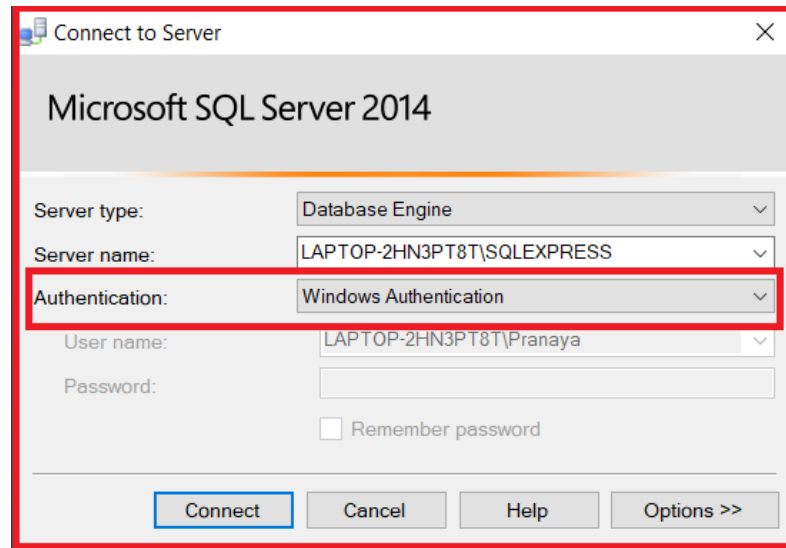 Connect to Server
Microsoft SQL Server 2014
Server type: Database Engine
Server name: LAPTOP-2HN3PT8T\SQLEXPRESS
Authentication: Windows Authentication
User name: LAPTOP-2HN3PT8T\Pranaya
Password:
Remember password
Connect Cancel Help Options >>